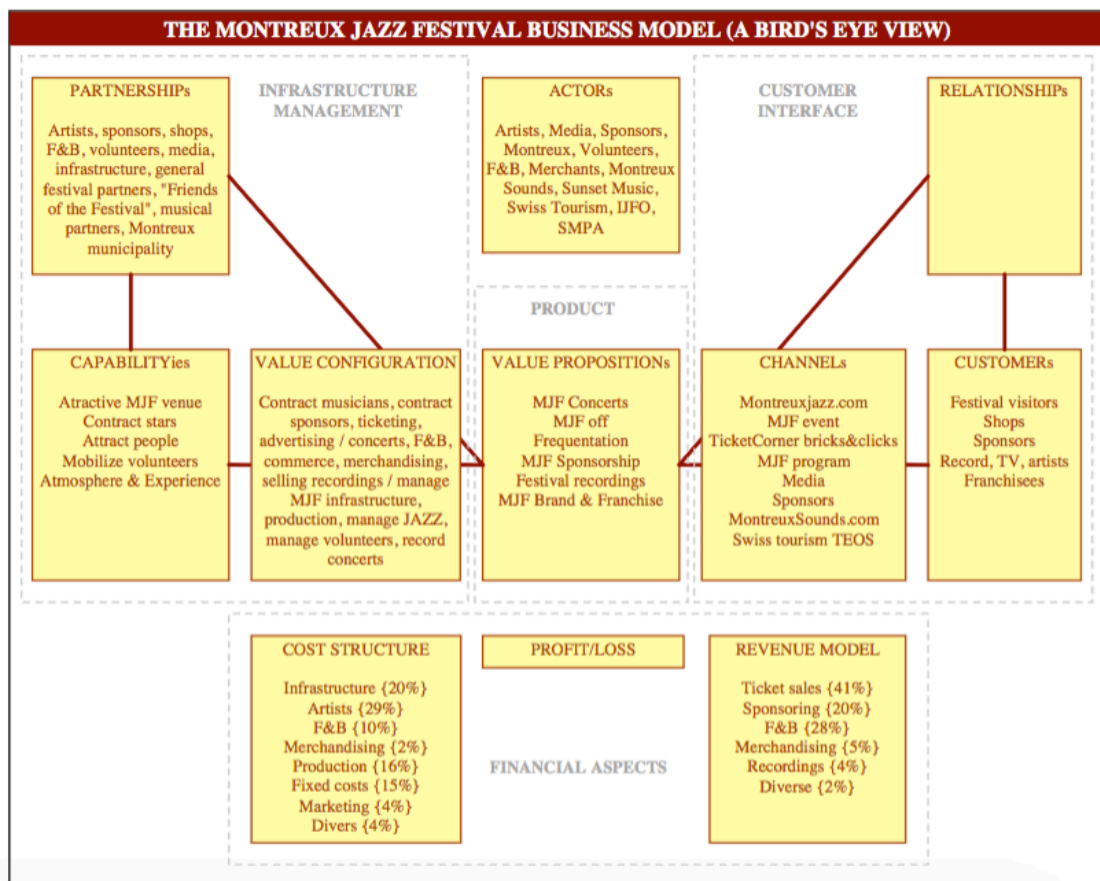 THE MONTREUX JAZZ FESTIVAL BUSINESS MODEL (A BIRD'S EYE VIEW)
PARTNERSHIPs
Artists, sponsors, shops,
F&B, volunteers, media,
infrastructure, general
festival partners, "Friends
of the Festival", musical
partners, Montreux
municipality
INFRASTRUCTURE
MANAGEMENT
ACTORs
Artists, Media, Sponsors,
Montreux, Volunteers,
F&B, Merchants, Montreux
Sounds, Sunset Music,
Swiss Tourism, IJFO,
SMPA
CUSTOMER
INTERFACE
RELATIONSHIPs
PRODUCT
CAPABILITYies
Atractive MJF venue
Contract stars
Attract people
Mobilize volunteers
Atmosphere & Experience
VALUE CONFIGURATION
Contract musicians, contract
sponsors, ticketing,
advertising / concerts, F&B,
commerce, merchandising,
selling recordings / manage
MJF infrastructure,
production, manage JAZZ,
manage volunteers, record
concerts
VALUE PROPOSITIONs
MJF Concerts
MJF off
Frequentation
MJF Sponsorship
Festival recordings
MJF Brand & Franchise
CHANNELs
Montreuxjazz.com
MJF event
TicketCorner bricks&clicks
MJF program
Media
Sponsors
MontreuxSounds.com
Swiss tourism TEOS
CUSTOMERs
Festival visitors
Shops
Sponsors
Record, TV, artists
Franchisees
COST STRUCTURE
Infrastructure {20%}
Artists {29%}
F&B {10%}
Merchandising {2%}
Production {16%}
Fixed costs {15%}
Marketing {4%}
Divers {4%}
PROFIT/LOSS
FINANCIAL ASPECTS
REVENUE MODEL
Ticket sales {41%}
Sponsoring {20%}
F&B {28%}
Merchandising {5%}
Recordings {4%}
Diverse {2%}